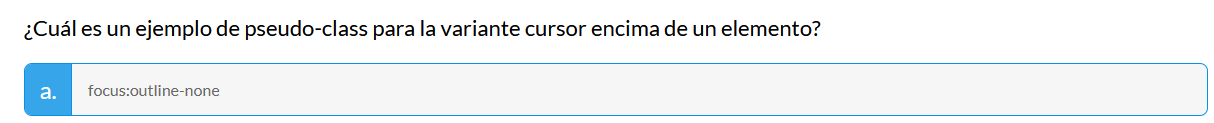 ¿Cuál es un ejemplo de pseudo-class para la variante cursor encima de un elemento?
a. focus:outline-none